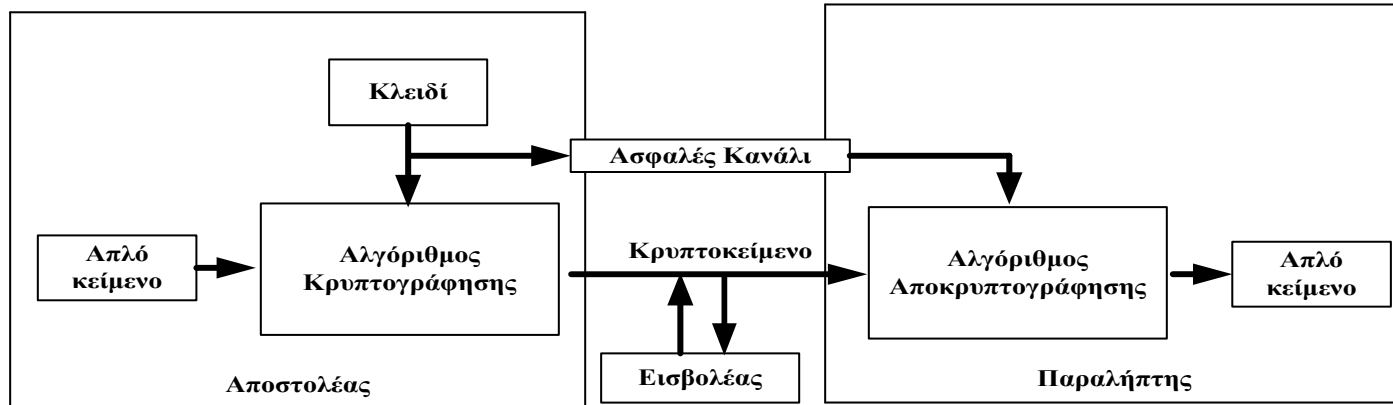 Κλειδί
Ασφαλές Κανάλι
Απλό
κείμενο
Αλγόριθμος
Κρυπτογράφησης
Κρυπτοκείμενο
Αλγόριθμος
Αποκρυπτογράφησης
Απλό
κείμενο
Αποστολέας
Εισβολέας
Παραλήπτης